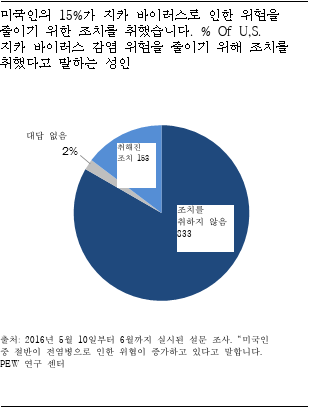 미국인의 15%가 지카 바이러스로 인한 위험을
줄이기 위한 조치를 취했습니다. % Of U.S.
지카 바이러스 감염 위험을 줄이기 위해 조치를
취했다고 말하는 성인
대답 없음
2%
취해진
조치 153
조치를
취하지 않음
833
출처: 2016년 5월 10일부터 6월까지 실시된 설문 조사. "미국인
중 절반이 전염병으로 인한 위협이 증가하고 있다고 말합니다.
PEW 연구 센터